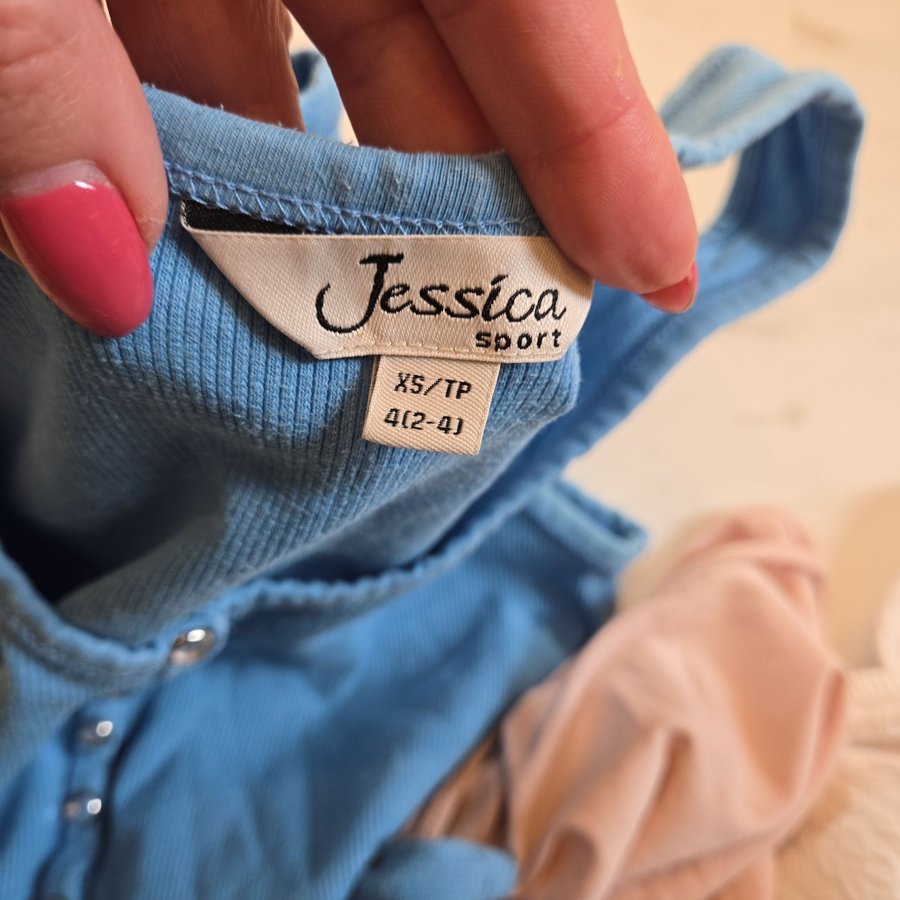 Jessica
sport
XS/TP
4(2-4)